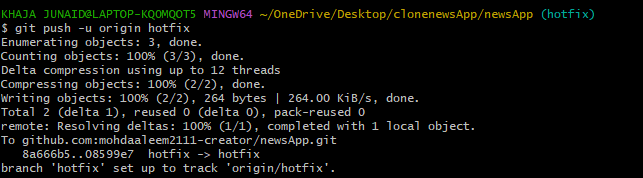 KHAJA JUNAID@LAPTOP-KQOMQOT5 MINGW64 ~/OneDrive/Desktop/clonenewsApp/newsApp (hotfix)
$ git push -u origin hotfix
Enumerating objects: 3, done.
Counting objects: 100% (3/3), done.
Delta compression using up to 12 threads
Compressing objects: 100% (2/2), done.
Writing objects: 100% (2/2), 264 bytes | 264.00 KiB/s, done.
Total 2 (delta 1), reused 0 (delta 0), pack-reused 0
remote: Resolving deltas: 100% (1/1), completed with 1 local object.
To github.com:mohdaaleem2111-creator/newsApp.git
   8a666b5..08599e7  hotfix -> hotfix
branch 'hotfix' set up to track 'origin/hotfix'.